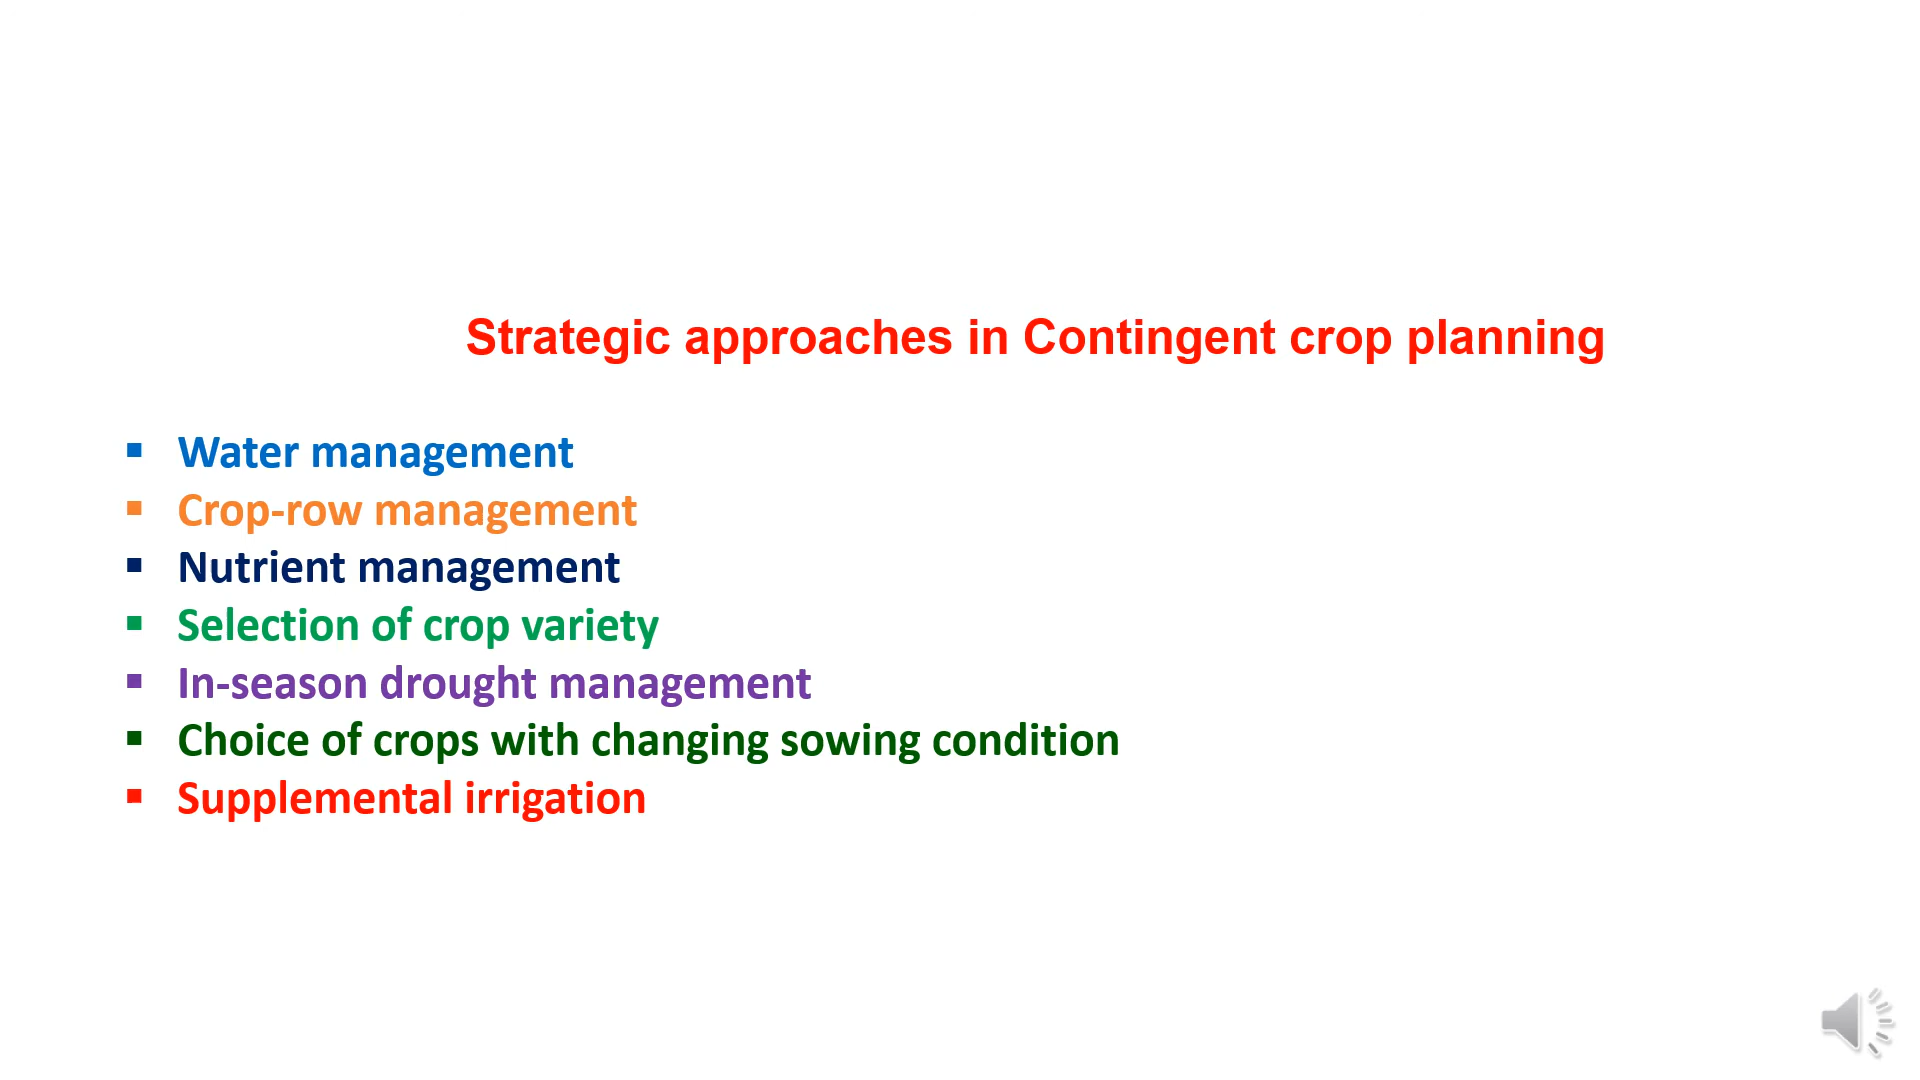 Strategic approaches in Contingent crop planning
▪ Water management
▪ Crop-row management
▪ Nutrient management
▪ Selection of crop variety
▪ In-season drought management
▪ Choice of crops with changing sowing condition
▪ Supplemental irrigation